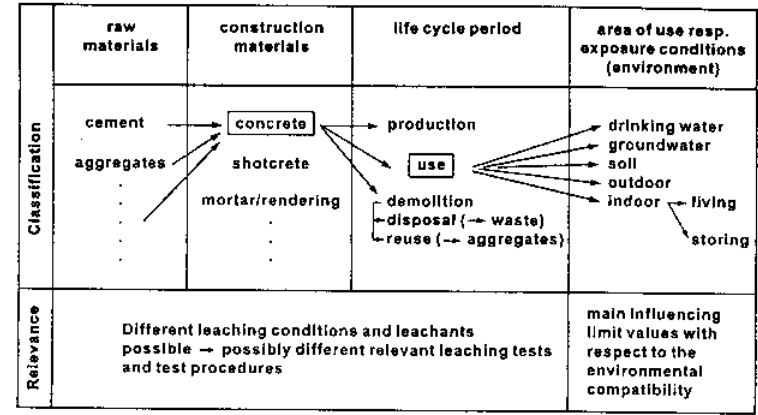 raw
materials
construction
materials
life cycle period
area of use resp.
exposure conditions
(environment)
Classification
cement
concrete
production
drinking water
groundwater
aggregates
shotcrete
use
soil
outdoor
mortar/rendering
demolition
indoor → living
disposal (→ waste)
reuse (→ aggregates)
storing
Relevance
Different leaching conditions and leachants
possible → possibly different relevant leaching tests
and test procedures
main influencing
limit values with
respect to the
environmental
compatibility